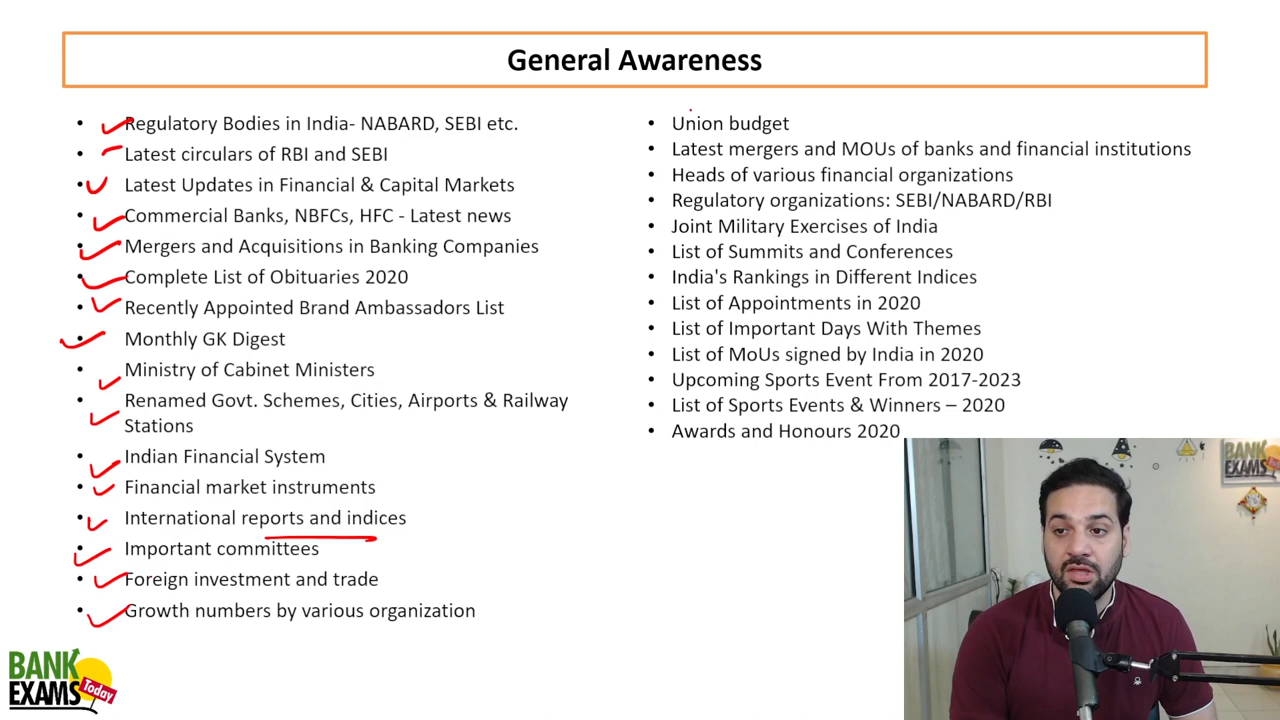 General Awareness
Regulatory Bodies in India- NABARD, SEBI etc.
Latest circulars of RBI and SEBI
Latest Updates in Financial & Capital Markets
Commercial Banks, NBFCs, HFC - Latest news
Mergers and Acquisitions in Banking Companies
Complete List of Obituaries 2020
Recently Appointed Brand Ambassadors List
Monthly GK Digest
Ministry of Cabinet Ministers
Renamed Govt. Schemes, Cities, Airports & Railway
Stations
Indian Financial System
Financial market instruments
International reports and indices
Important committees
Foreign investment and trade
Growth numbers by various organization
Union budget
Latest mergers and MOUs of banks and financial institutions
Heads of various financial organizations
Regulatory organizations: SEBI/NABARD/RBI
Joint Military Exercises of India
List of Summits and Conferences
India's Rankings in Different Indices
List of Appointments in 2020
List of Important Days With Themes
List of MoUs signed by India in 2020
Upcoming Sports Event From 2017-2023
List of Sports Events & Winners – 2020
Awards and Honours 2020
BANK
EXAMS
Today
BANK
EXAMS